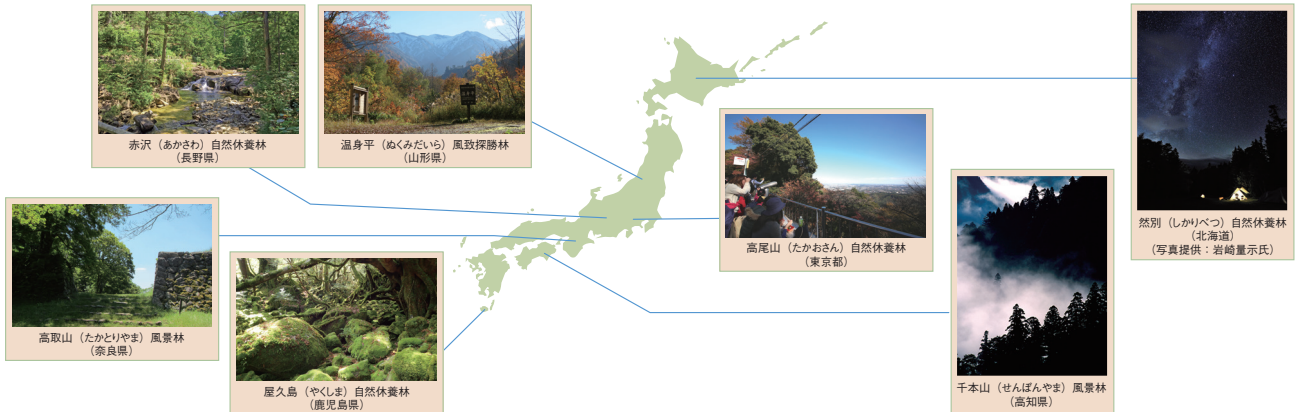 赤沢（あかさわ）自然休養林
（長野県）
温身平（ぬくみだいら）風致探勝林
（山形県）
高尾山（たかおさん）自然休養林
（東京都）
然別（しかりべつ）自然休養林
（北海道）
（写真提供：岩崎量示氏）
高取山（たかとりやま）風景林
（奈良県）
屋久島（やくしま）自然休養林
（鹿児島県）
千本山（せんぼんやま）風景林
（高知県）